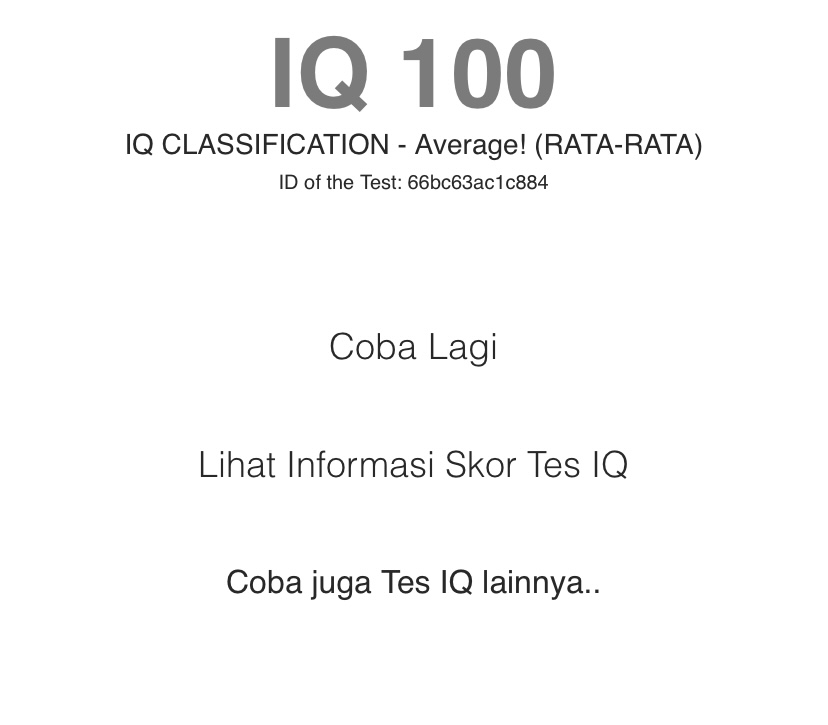 IQ 100
IQ CLASSIFICATION - Average! (RATA-RATA)
ID of the Test: 66bc63ac1c884
Coba Lagi
Lihat Informasi Skor Tes IQ
Coba juga Tes IQ lainnya..